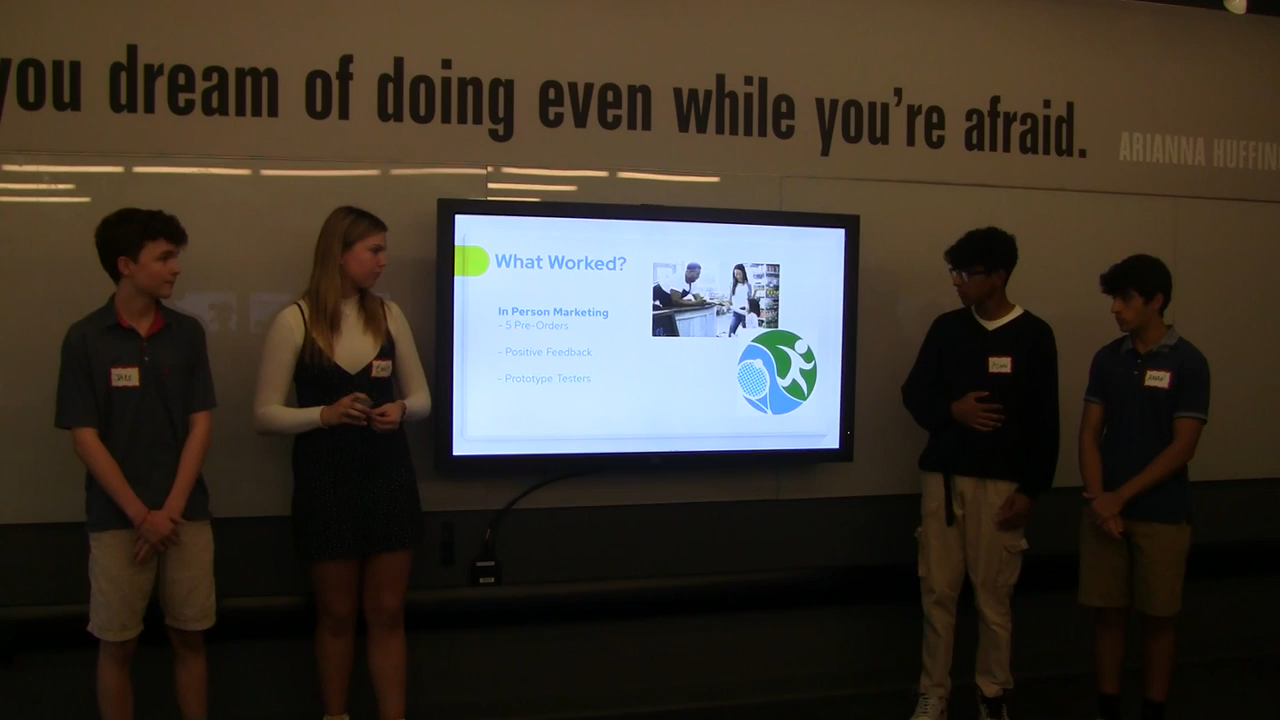 you dream of doing even while you're afraid.
ARIANNA HUFFIN
What Worked?
In Person Marketing
- 5 Pre-Orders
- Positive Feedback
- Prototype Testers